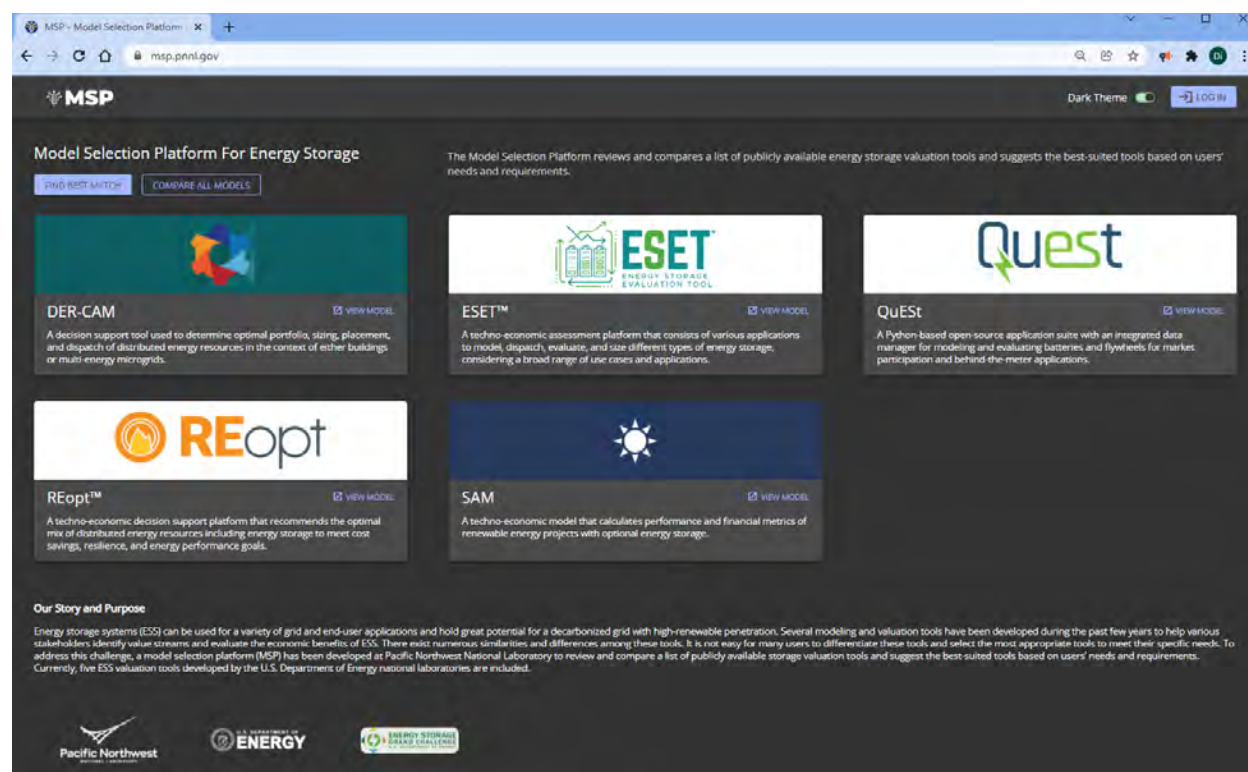 MSP - Model Selection Platform
msp.pnnl.gov
Di
MSP
Dark Theme
LOG IN
Model Selection Platform For Energy Storage
FIND BEST MATCH
COMPARE ALL MODELS
The Model Selection Platform reviews and compares a list of publicly available energy storage valuation tools and suggests the best-suited tools based on users'
needs and requirements.
DER-CAM
VIEW MODEL
A decision support tool used to determine optimal portfolio, sizing, placement,
and dispatch of distributed energy resources in the context of either buildings
or multi-energy microgrids.
ESET™
ENERGY STORAGE
EVALUATION TOOL
ESET™
VIEW MODEL
A techno-economic assessment platform that consists of various applications
to model, dispatch, evaluate, and size different types of energy storage,
considering a broad range of use cases and applications.
Quest
QuESt
VIEW MODEL
A Python-based open-source application suite with an integrated data
manager for modeling and evaluating batteries and flywheels for market
participation and behind-the-meter applications.
REopt
REopt™
VIEW MODEL
A techno-economic decision support platform that recommends the optimal
mix of distributed energy resources including energy storage to meet cost
savings, resilience, and energy performance goals.
SAM
VIEW MODEL
A techno-economic model that calculates performance and financial metrics of
renewable energy projects with optional energy storage.
Our Story and Purpose
Energy storage systems (ESS) can be used for a variety of grid and end-user applications and hold great potential for a decarbonized grid with high-renewable penetration. Several modeling and valuation tools have been developed during the past few years to help various
stakeholders identify value streams and evaluate the economic benefits of ESS. There exist numerous similarities and differences among these tools. It is not easy for many users to differentiate these tools and select the most appropriate tools to meet their specific needs. To
address this challenge, a model selection platform (MSP) has been developed at Pacific Northwest National Laboratory to review and compare a list of publicly available storage valuation tools and suggest the best-suited tools based on users' needs and requirements.
Currently, five ESS valuation tools developed by the U.S. Department of Energy national laboratories are included.
Pacific Northwest
NATIONAL LABORATORY
U.S. DEPARTMENT OF
ENERGY
ENERGY STORAGE
GRAND CHALLENGE